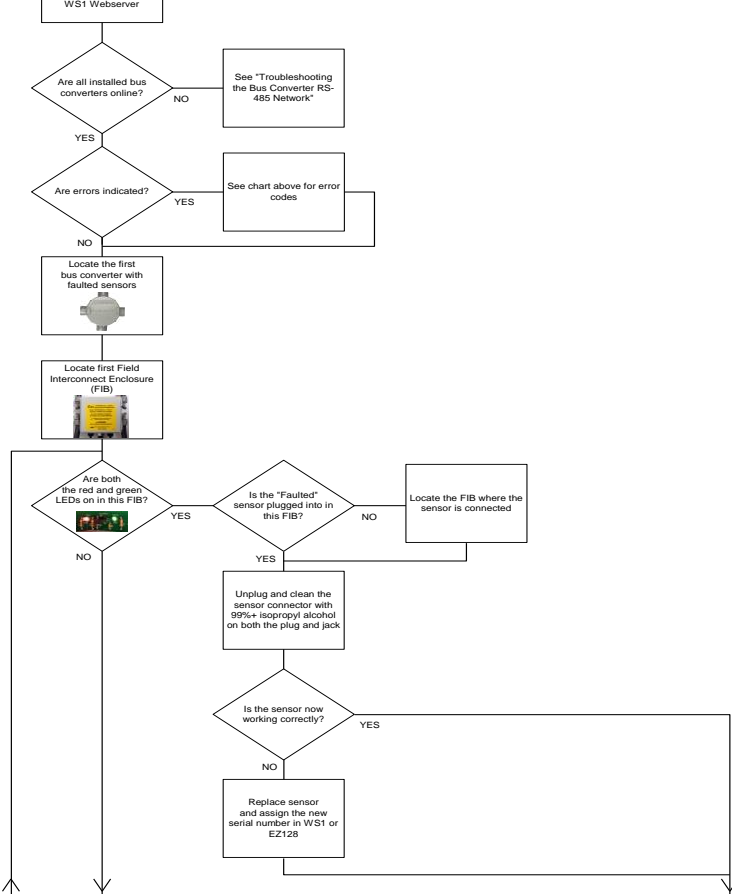 WS1 Webserver
Are all installed bus
converters online?
NO
See "Troubleshooting
the Bus Converter RS-
485 Network"
YES
Are errors indicated?
YES
See chart above for error
codes
NO
Locate the first
bus converter with
faulted sensors
Locate first Field
Interconnect Enclosure
(FIB)
Are both
the red and green
LEDs on in this FIB?
YES
NO
Is the "Faulted"
sensor plugged into in
this FIB?
NO
Locate the FIB where the
sensor is connected
YES
Unplug and clean the
sensor connector with
99%+ isopropyl alcohol
on both the plug and jack
Is the sensor now
working correctly?
YES
NO
Replace sensor
and assign the new
serial number in WS1 or
EZ128